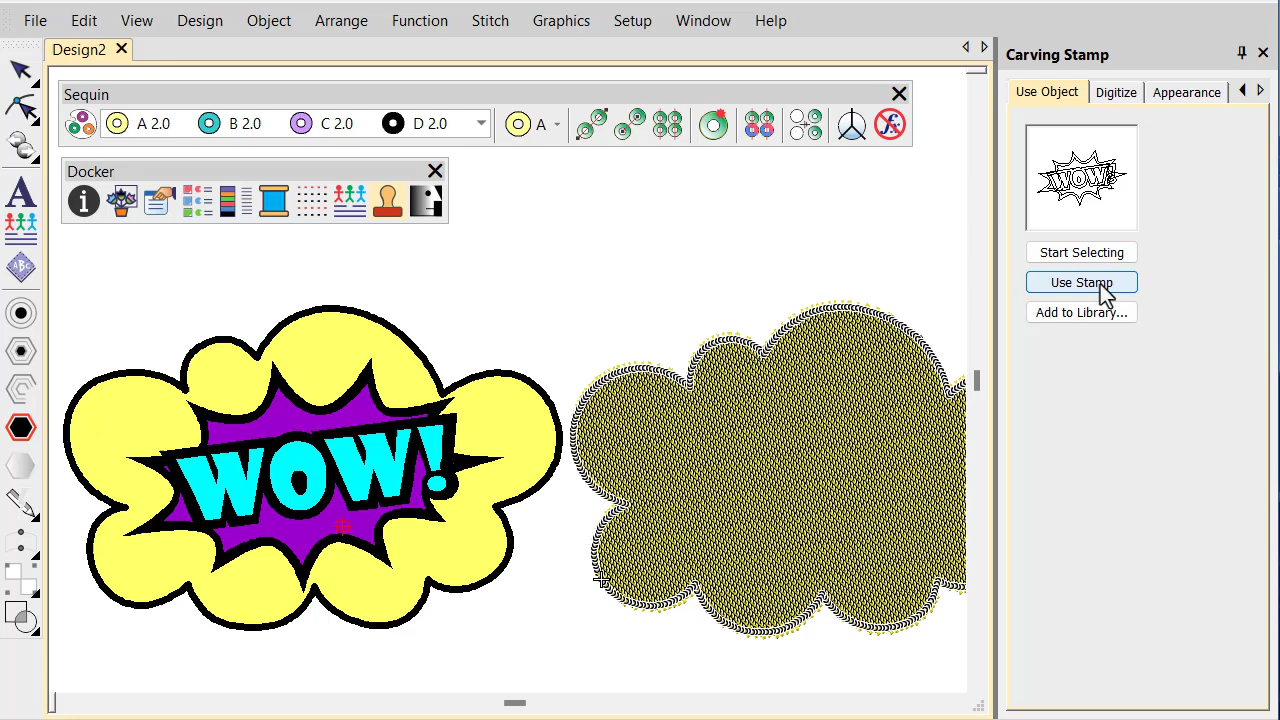 File Edit View Design Object Arrange Function Stitch Graphics Setup Window Help
Design2
Carving Stamp
Use Object Digitize Appearance
Sequin
A 2.0 B 2.0 C 2.0 D 2.0 A
Docker
A
ABC
WOW!
Start Selecting
Use Stamp
Add to Library...
WOW!